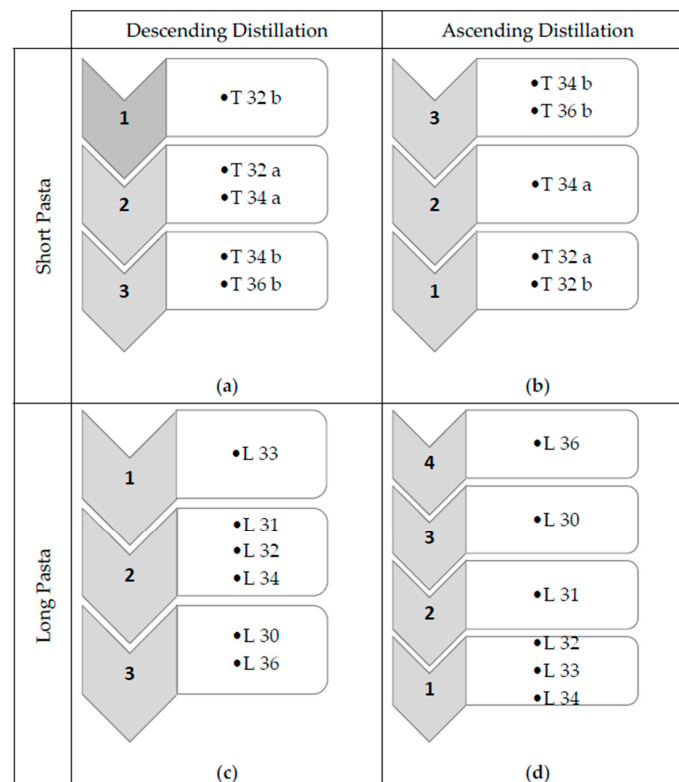 Descending Distillation
Ascending Distillation
Short Pasta
1
•T 32 b
2
•T 32 a
•T 34 a
3
•T 34 b
•T 36 b
(a)
3
•T 34 b
•T 36 b
2
•T 34 a
1
•T 32 a
•T 32 b
(b)
Long Pasta
1
•L 33
2
•L 31
•L 32
•L 34
3
•L 30
•L 36
(c)
4
•L 36
3
•L 30
2
•L 31
1
•L 32
•L 33
•L 34
(d)